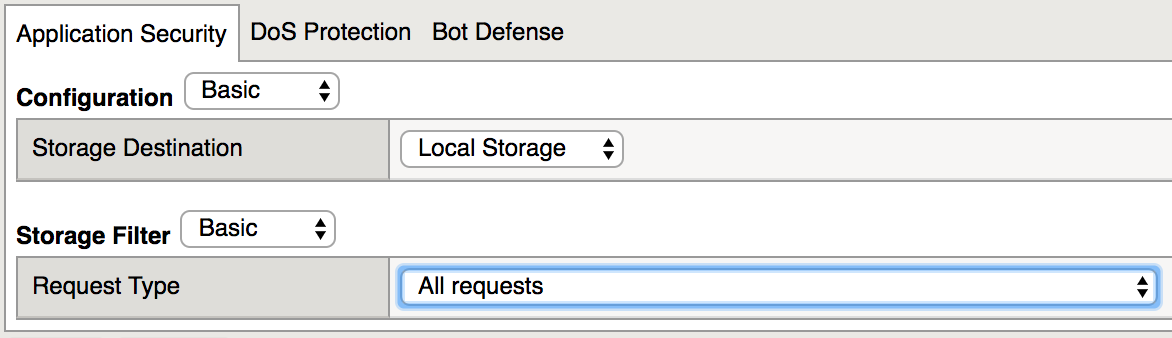 Application Security DoS Protection Bot Defense
Configuration Basic
Storage Destination Local Storage
Storage Filter Basic
Request Type All requests